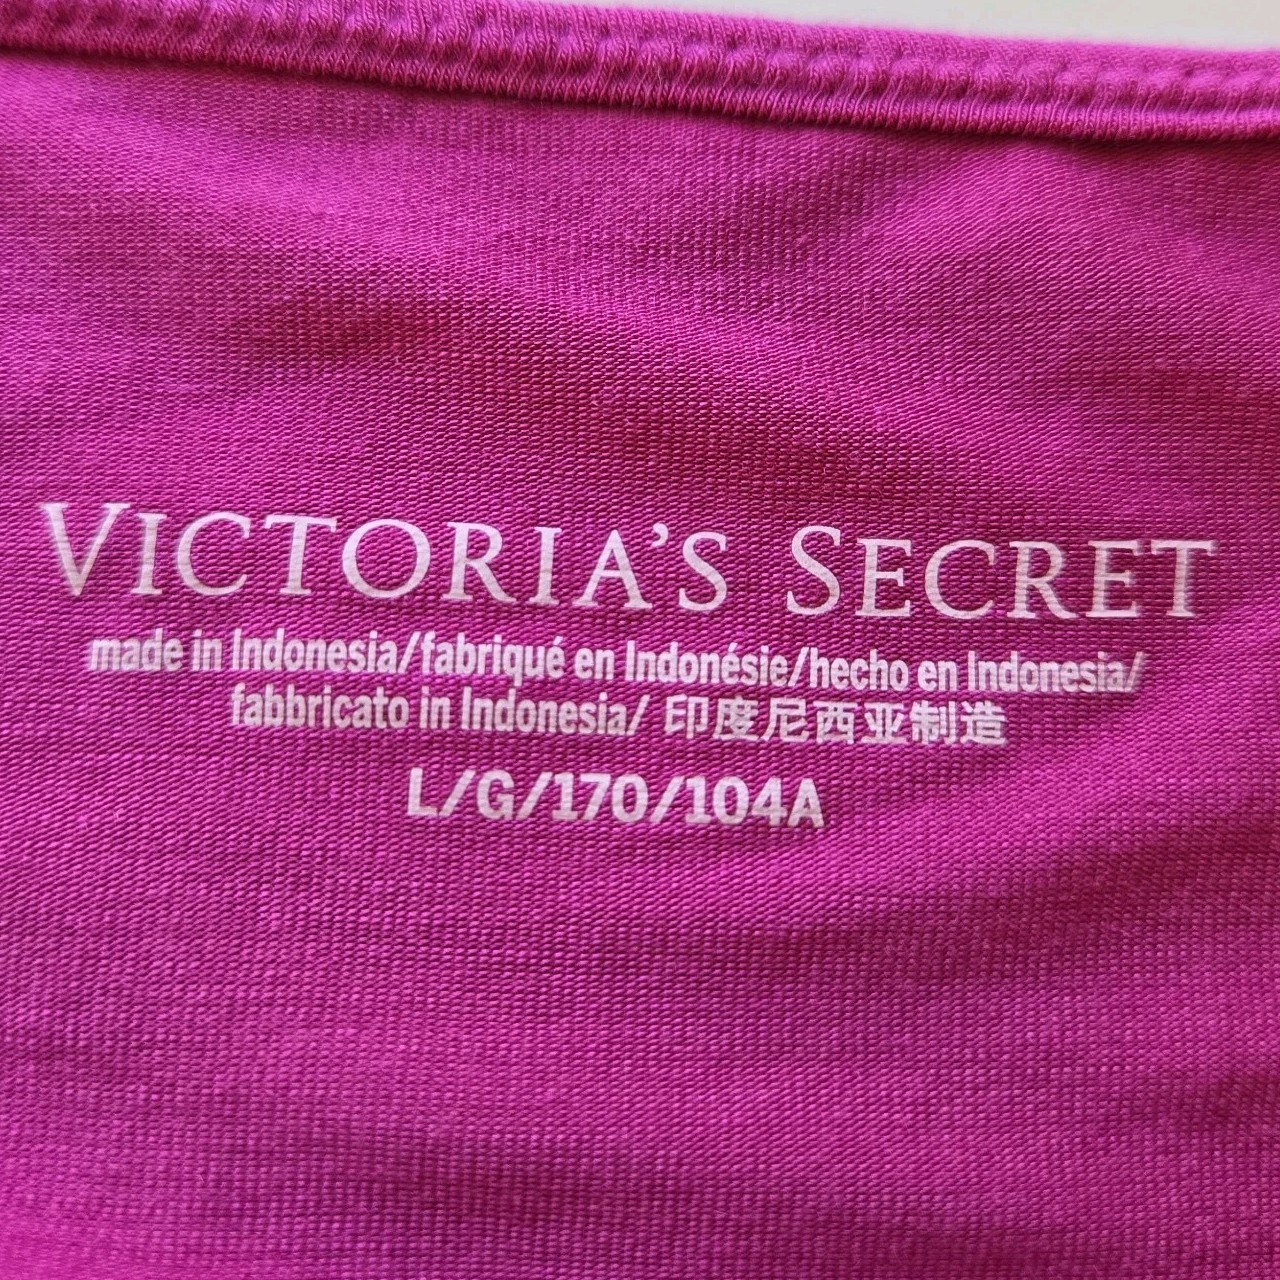 VICTORIA'S SECRET
made in Indonesia/fabriqué en Indonésie/hecho en Indonesia/
fabbricato in Indonesia/ 印度尼西亚制造
L/G/170/104A